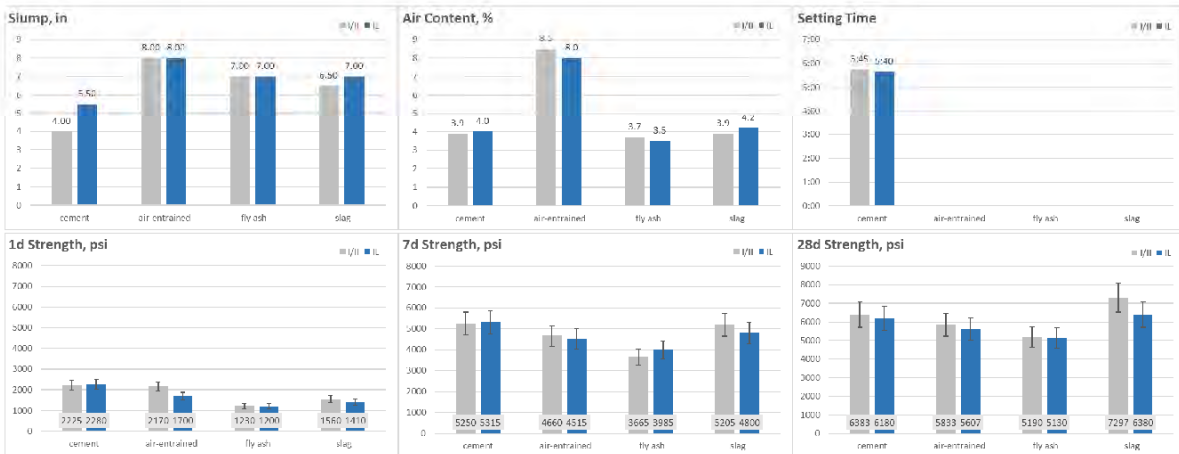 Slump, in
I/II IL
9
8
7
6
5
4
3
2
1
0
4.00 5.50 8.00 8.00 7.00 7.00 6.50 7.00
cement air-entrained fly ash slag
Air Content, %
I/II IL
9
8
7
6
5
4
3
2
1
0
3.9 4.0 8.5 8.0 3.7 3.5 3.9 4.2
cement air-entrained fly ash slag
Setting Time
I/II IL
7:00
6:00
5:00
4:00
3:00
2:00
1:00
0:00
5:45 5:40
cement air-entrained fly ash slag
1d Strength, psi
I/II IL
8000
7000
6000
5000
4000
3000
2000
1000
0
2225 2280 2170 1700 1230 1200 1560 1410
cement air-entrained fly ash slag
7d Strength, psi
I/II IL
8000
7000
6000
5000
4000
3000
2000
1000
0
5250 5315 4660 4515 3665 3985 5205 4800
cement air-entrained fly ash slag
28d Strength, psi
I/II IL
9000
8000
7000
6000
5000
4000
3000
2000
1000
0
6383 6180 5833 5607 5190 5130 7297 6380
cement air-entrained fly ash slag